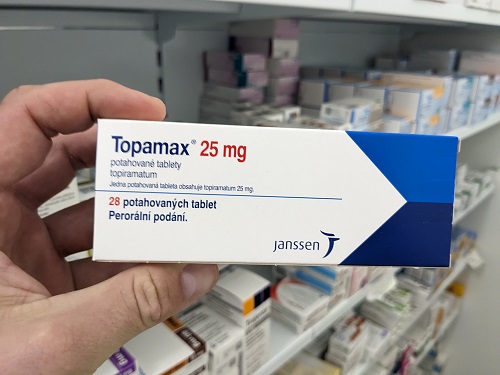 Topamax® 25 mg
potahované tablety
topiramatum
Jedna potahovaná tableta obsahuje topiramatum 25 mg.
28 potahovaných tablet
Perorální podání.
janssen